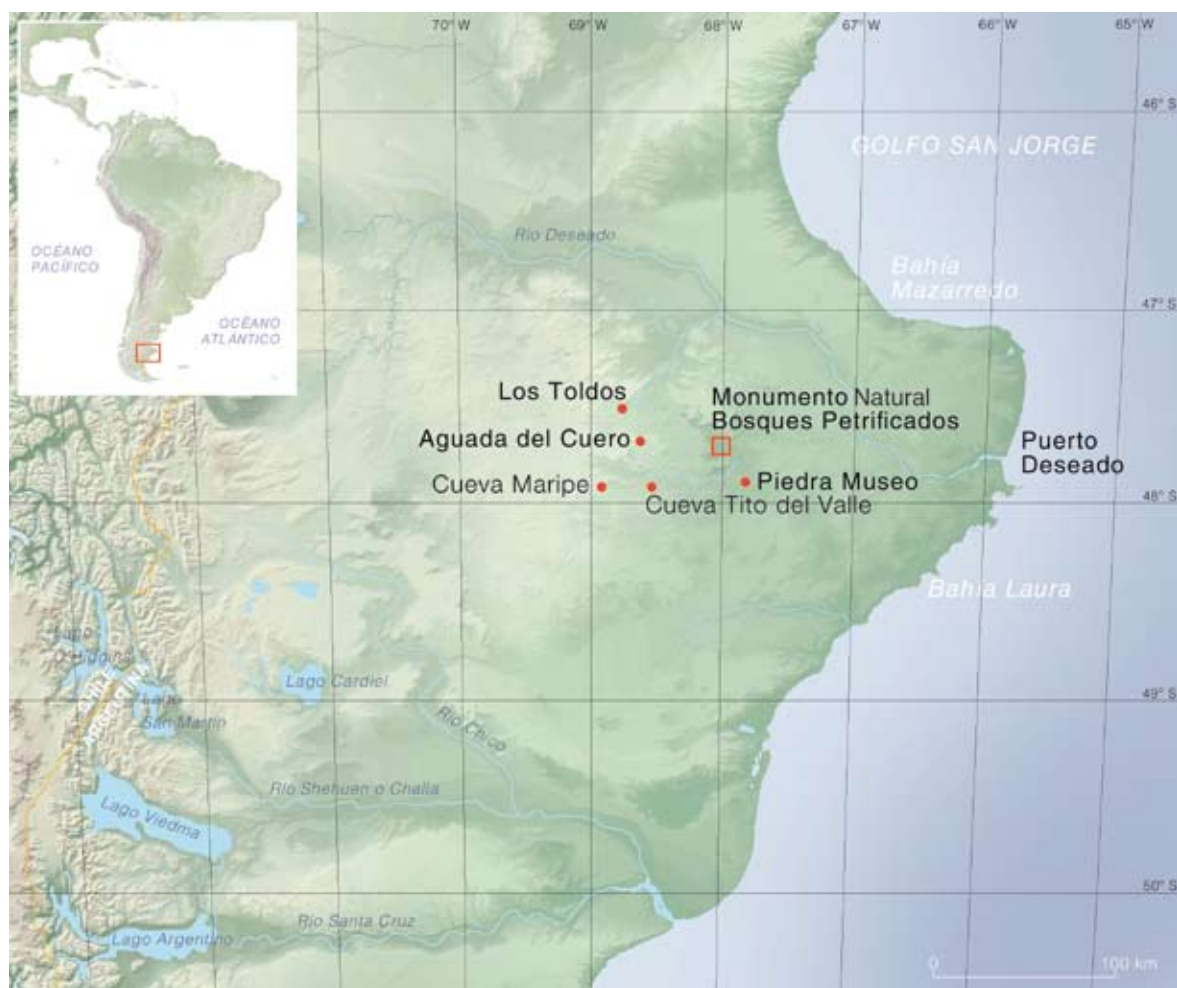 70° W
69° W
68° W
67° W
66° W
65° W
46° S
GOLFO SAN JORGE
OCÉANO
PACÍFICO
Río Deseado
Bahía
Mazarredo
47° S
OCÉANO
ATLÁNTICO
Los Toldos
Monumento Natural
Bosques Petrificados
Aguada del Cuero
Puerto
Deseado
Cueva Maripe
Piedra Museo
Cueva Tito del Valle
48° S
Bahía Laura
Lago
O'Higgins
Lago Cardiel
CHILE
ARGENTINA
Lago
San Martín
49° S
Río Chico
Río Shehuen o Chalia
Lago Viedma
50° S
Río Santa Cruz
Lago Argentino
0
100 km